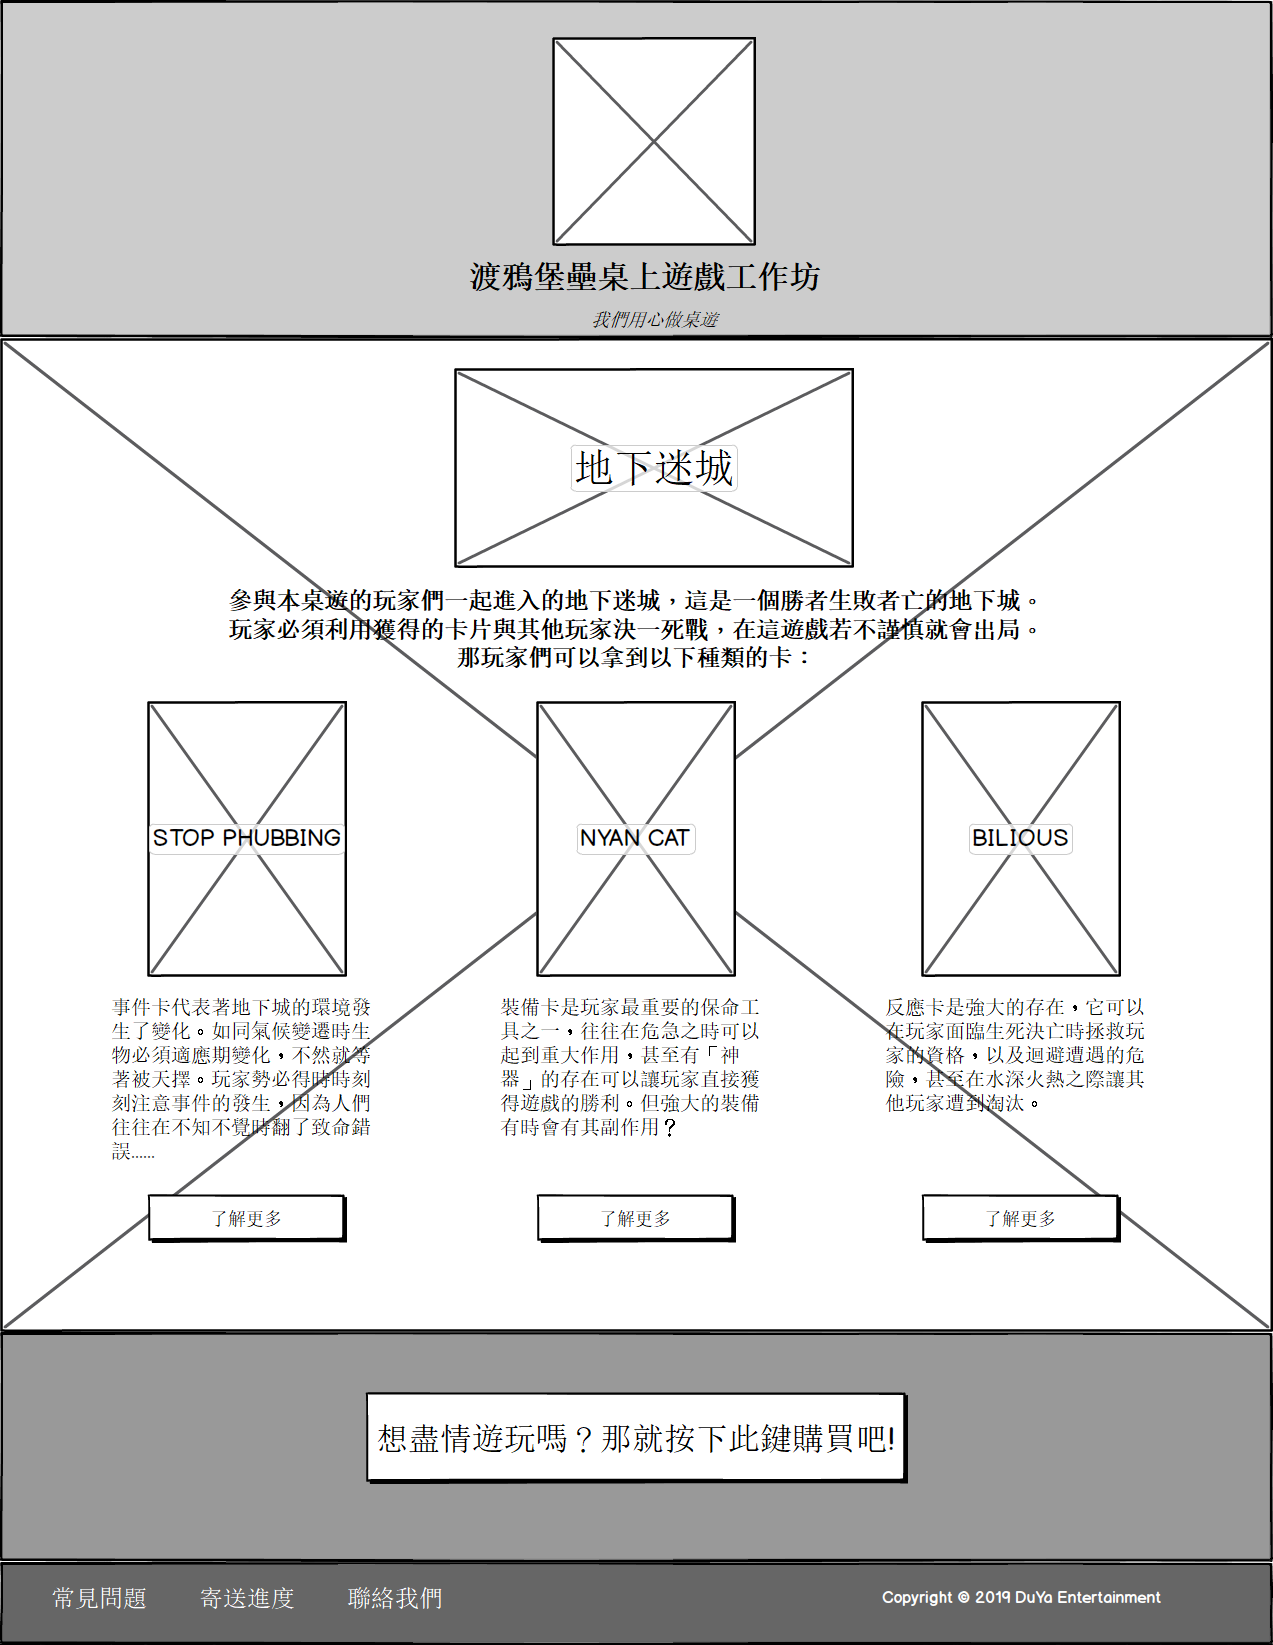 渡鴉堡壘桌上遊戲工作坊
我們用心做桌遊
地下迷城
參與本桌遊的玩家們一起進入的地下迷城，這是一個勝者生敗者亡的地下城。
玩家必須利用獲得的卡片與其他玩家決一死戰，在這遊戲若不謹慎就會出局。
那玩家們可以拿到以下種類的卡：
STOP PHUBBING
NYAN CAT
BILIOUS
事件卡代表著地下城的環境發
生了變化。如同氣候變遷時生
物必須適應期變化，不然就等
著被天擇。玩家勢必得時時刻
刻注意事件的發生，因為人們
往往在不知不覺時翻了致命錯
誤......
裝備卡是玩家最重要的保命工
具之一，往往在危急之時可以
起到重大作用，甚至有「神
器」的存在可以讓玩家直接獲
得遊戲的勝利。但強大的裝備
有時會有其副作用？
反應卡是強大的存在，它可以
在玩家面臨生死決亡時拯救玩
家的資格，以及迴避遭遇的危
險，甚至在水深火熱之際讓其
他玩家遭到淘汰。
了解更多
了解更多
了解更多
想盡情遊玩嗎？那就按下此鍵購買吧!
常見問題
寄送進度
聯絡我們
Copyright © 2019 DuYa Entertainment